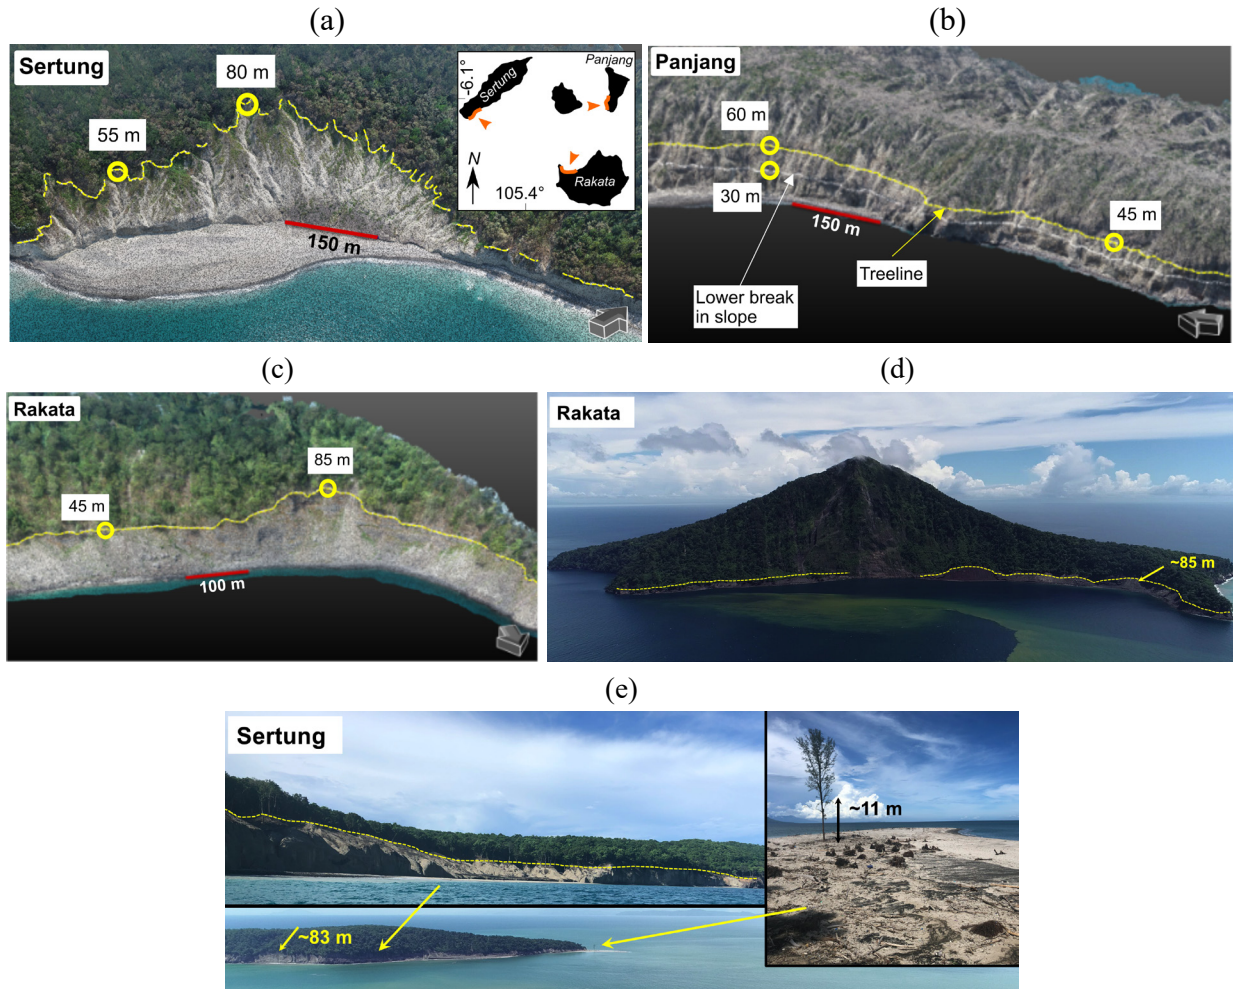 (a)
Sertung
80 m
55 m
150 m
-6.1°
Sertung
Panjang
N
105.4°
Rakata
(b)
Panjang
60 m
30 m
150 m
45 m
Treeline
Lower break
in slope
(c)
Rakata
85 m
45 m
100 m
(d)
Rakata
~85 m
(e)
Sertung
~11 m
~83 m